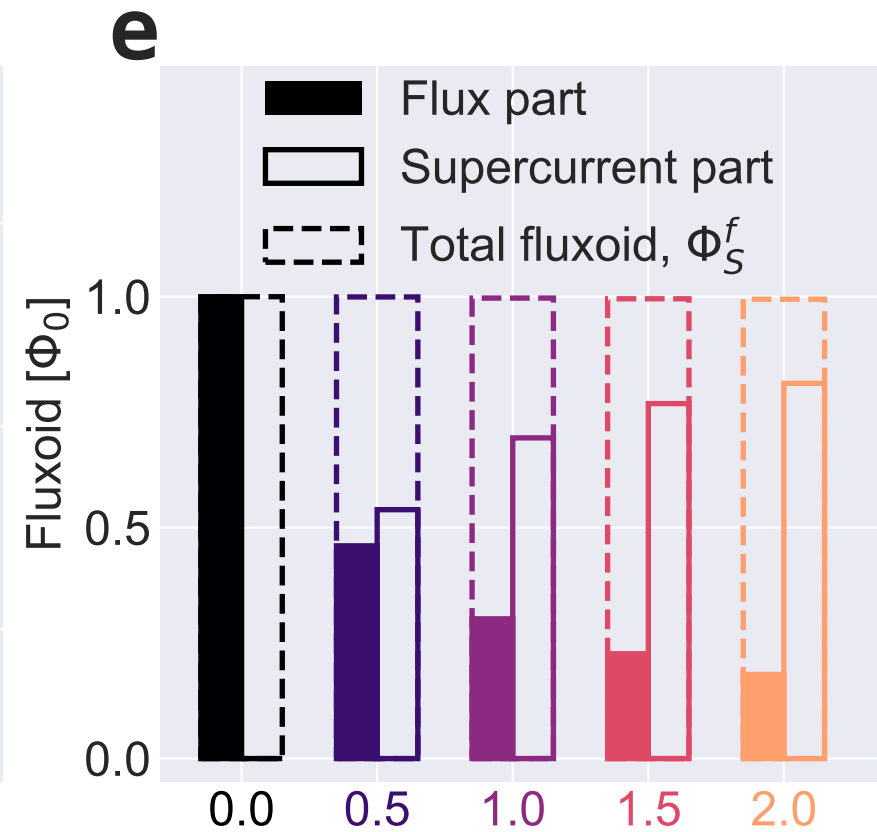 e
Flux part
Supercurrent part
Total fluxoid, Φ_S^f
Fluxoid [Φ₀]
1.0
0.5
0.0
0.0 0.5 1.0 1.5 2.0